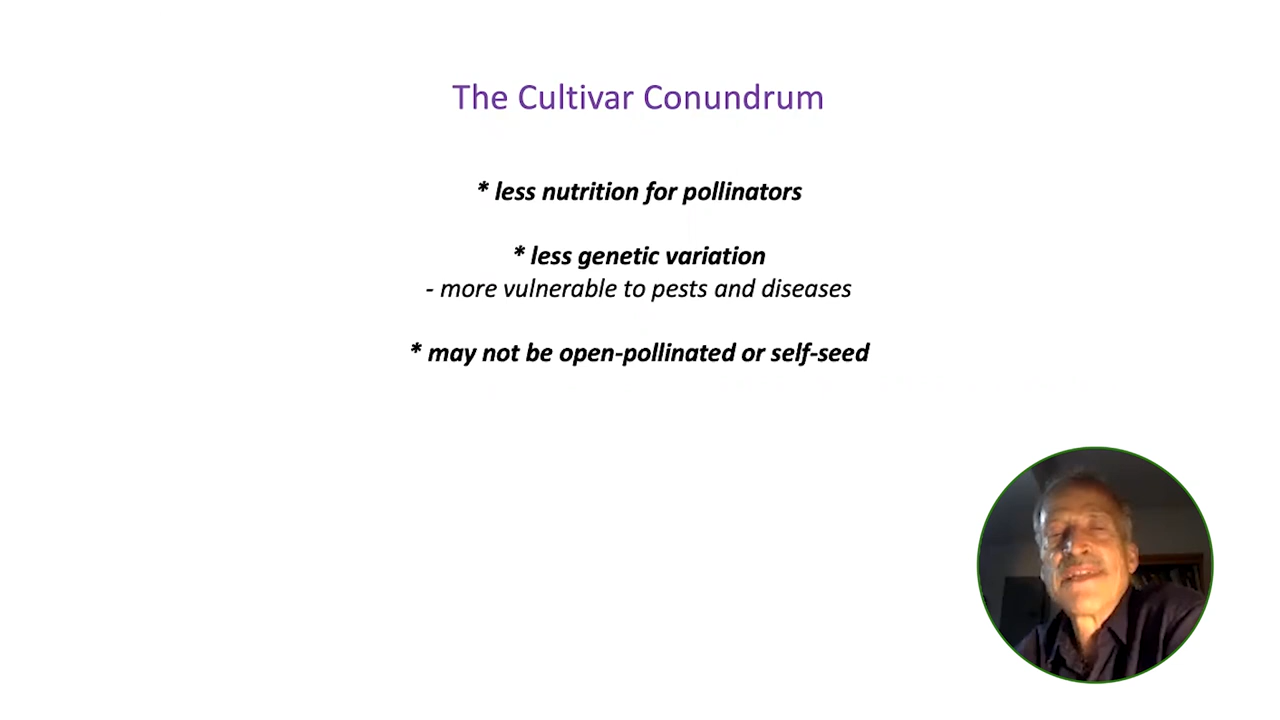 The Cultivar Conundrum
* less nutrition for pollinators
* less genetic variation
- more vulnerable to pests and diseases
* may not be open-pollinated or self-seed